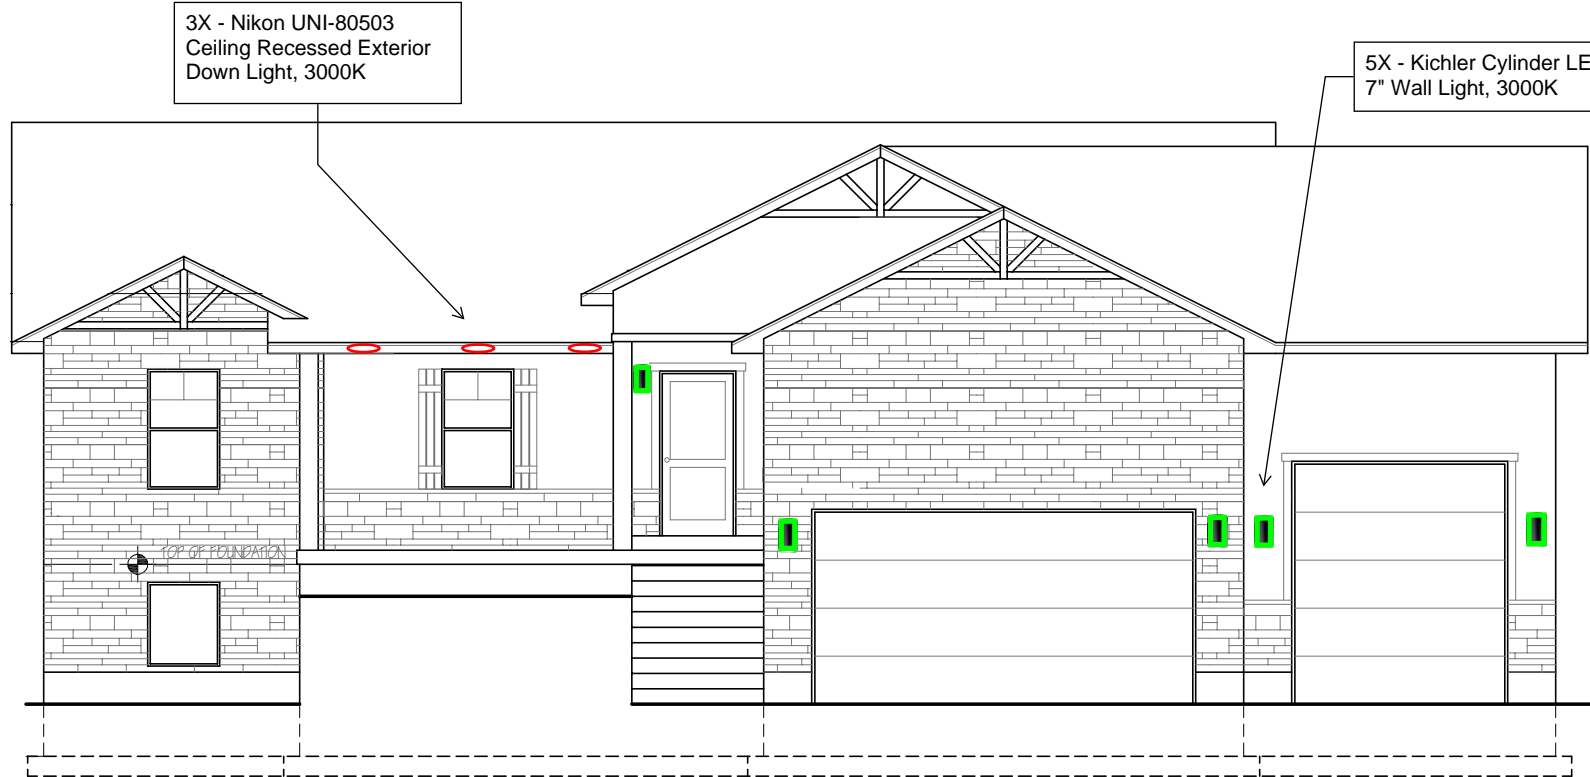 3X - Nikon UNI-80503
Ceiling Recessed Exterior
Down Light, 3000K
5X - Kichler Cylinder LE
7" Wall Light, 3000K
TOP OF FOUNDATION